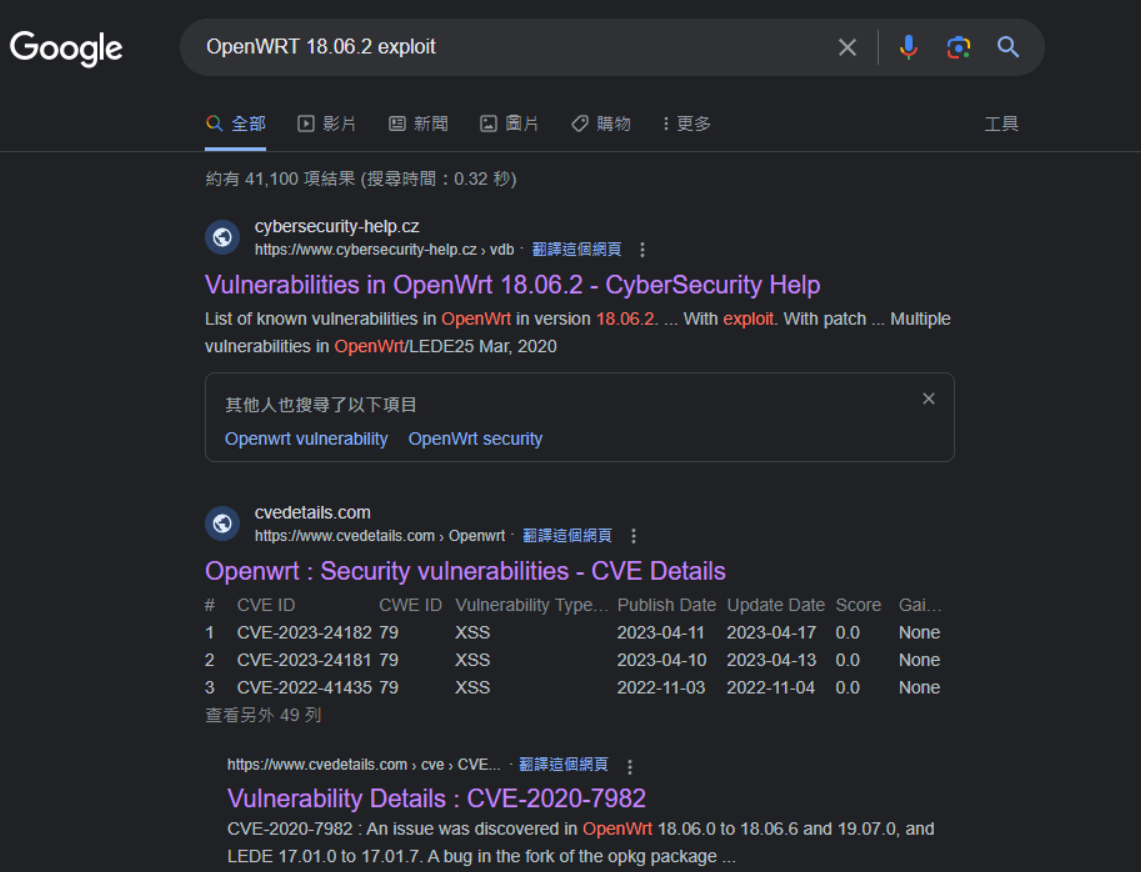 Google
OpenWRT 18.06.2 exploit
全部 影片 新聞 圖片 購物 更多 工具
約有 41,100 項結果 (搜尋時間：0.32 秒)
cybersecurity-help.cz
https://www.cybersecurity-help.cz › vdb · 翻譯這個網頁
Vulnerabilities in OpenWrt 18.06.2 - CyberSecurity Help
List of known vulnerabilities in OpenWrt in version 18.06.2. ... With exploit. With patch ... Multiple
vulnerabilities in OpenWrt/LEDE25 Mar, 2020
其他人也搜尋了以下項目
Openwrt vulnerability OpenWrt security
cvedetails.com
https://www.cvedetails.com › Openwrt · 翻譯這個網頁
Openwrt : Security vulnerabilities - CVE Details
# CVE ID CWE ID Vulnerability Type... Publish Date Update Date Score Gai...
1 CVE-2023-24182 79 XSS 2023-04-11 2023-04-17 0.0 None
2 CVE-2023-24181 79 XSS 2023-04-10 2023-04-13 0.0 None
3 CVE-2022-41435 79 XSS 2022-11-03 2022-11-04 0.0 None
查看另外 49 列
https://www.cvedetails.com › cve › CVE... · 翻譯這個網頁
Vulnerability Details : CVE-2020-7982
CVE-2020-7982 : An issue was discovered in OpenWrt 18.06.0 to 18.06.6 and 19.07.0, and
LEDE 17.01.0 to 17.01.7. A bug in the fork of the opkg package ...